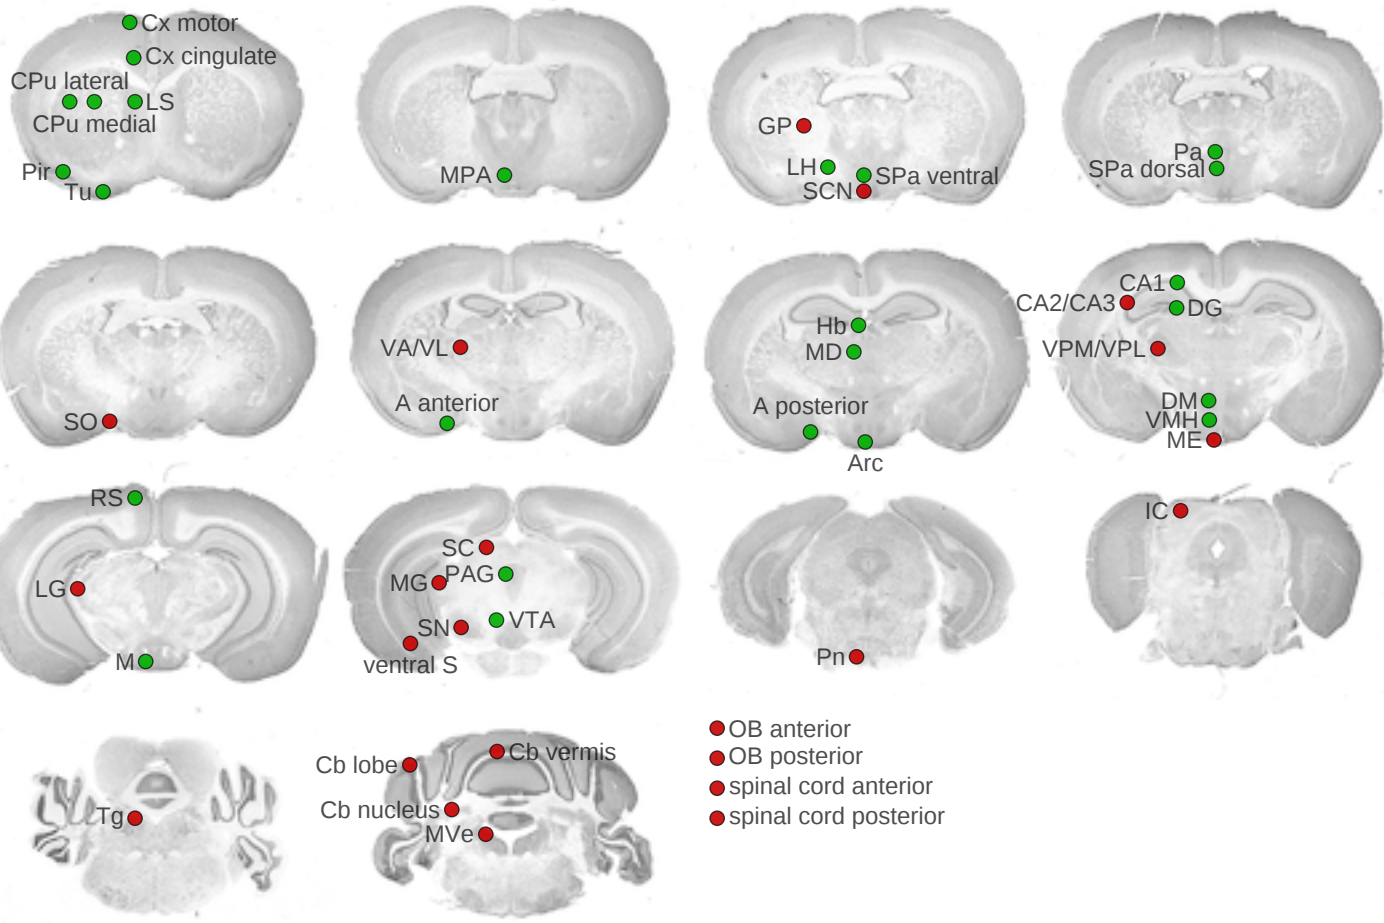 Cx motor
Cx cingulate
CPu lateral
LS
CPu medial
Pir
Tu
MPA
GP
LH
SPa ventral
SCN
Pa
SPa dorsal
SO
VA/VL
A anterior
Hb
MD
A posterior
Arc
CA1
CA2/CA3
DG
VPM/VPL
DM
VMH
ME
RS
LG
M
SC
MG
PAG
SN
VTA
ventral S
Pn
IC
Tg
Cb lobe
Cb vermis
Cb nucleus
MVe
OB anterior
OB posterior
spinal cord anterior
spinal cord posterior